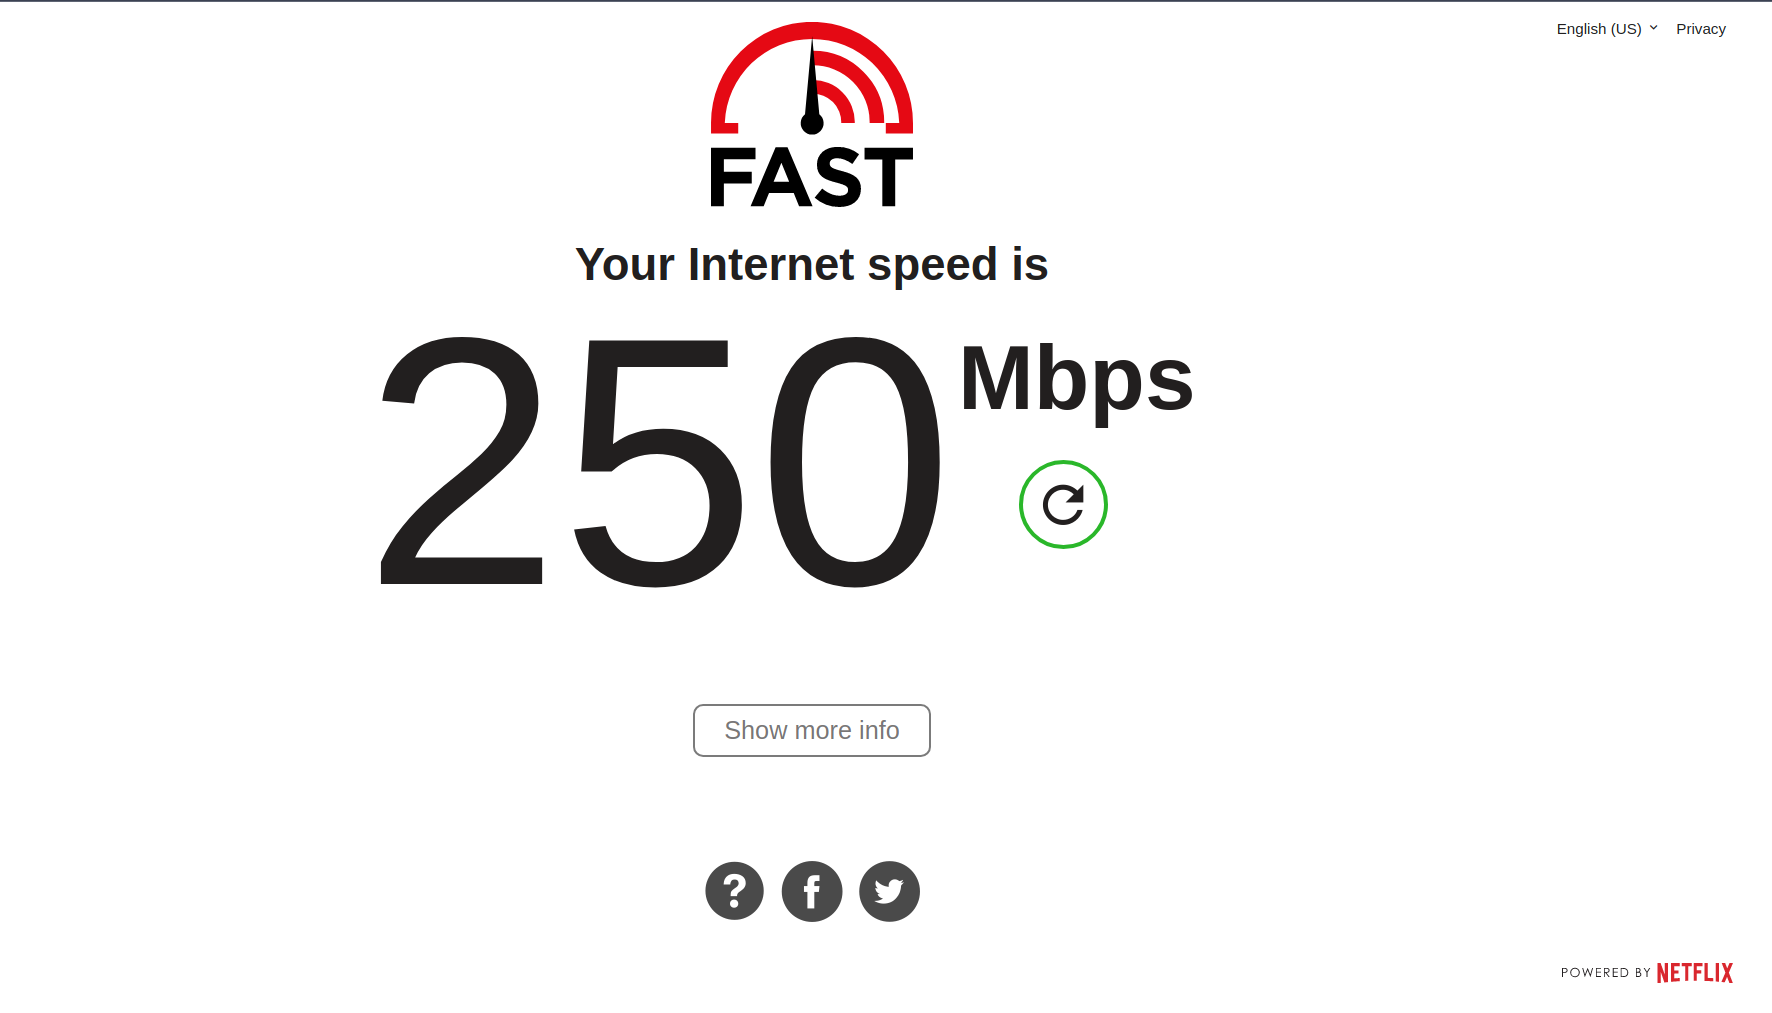 English (US) Privacy
FAST
Your Internet speed is
250 Mbps
Show more info
POWERED BY NETFLIX